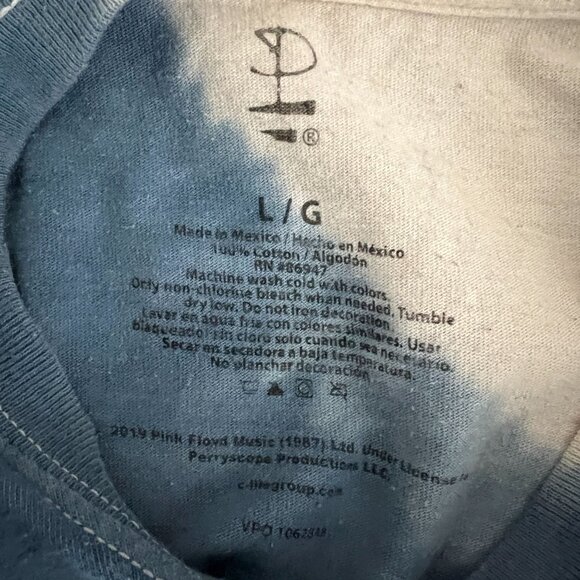 ®
L / G
Made in Mexico / Hecho en México
100% Cotton / Algodón
RN #86947
Machine wash cold with colors.
Only non-chlorine bleach when needed. Tumble
dry low. Do not iron decoration.
Lavar en agua fria con colores similares. Usar
blaqueador sin cloro solo cuando sea necesario.
Secar en secadora a baja temperatura.
No planchar decoración.
2019 Pink Floyd Music (1987) Ltd. Under License
Perryscope Productions LLC.
c-lifegroup.com
VPO